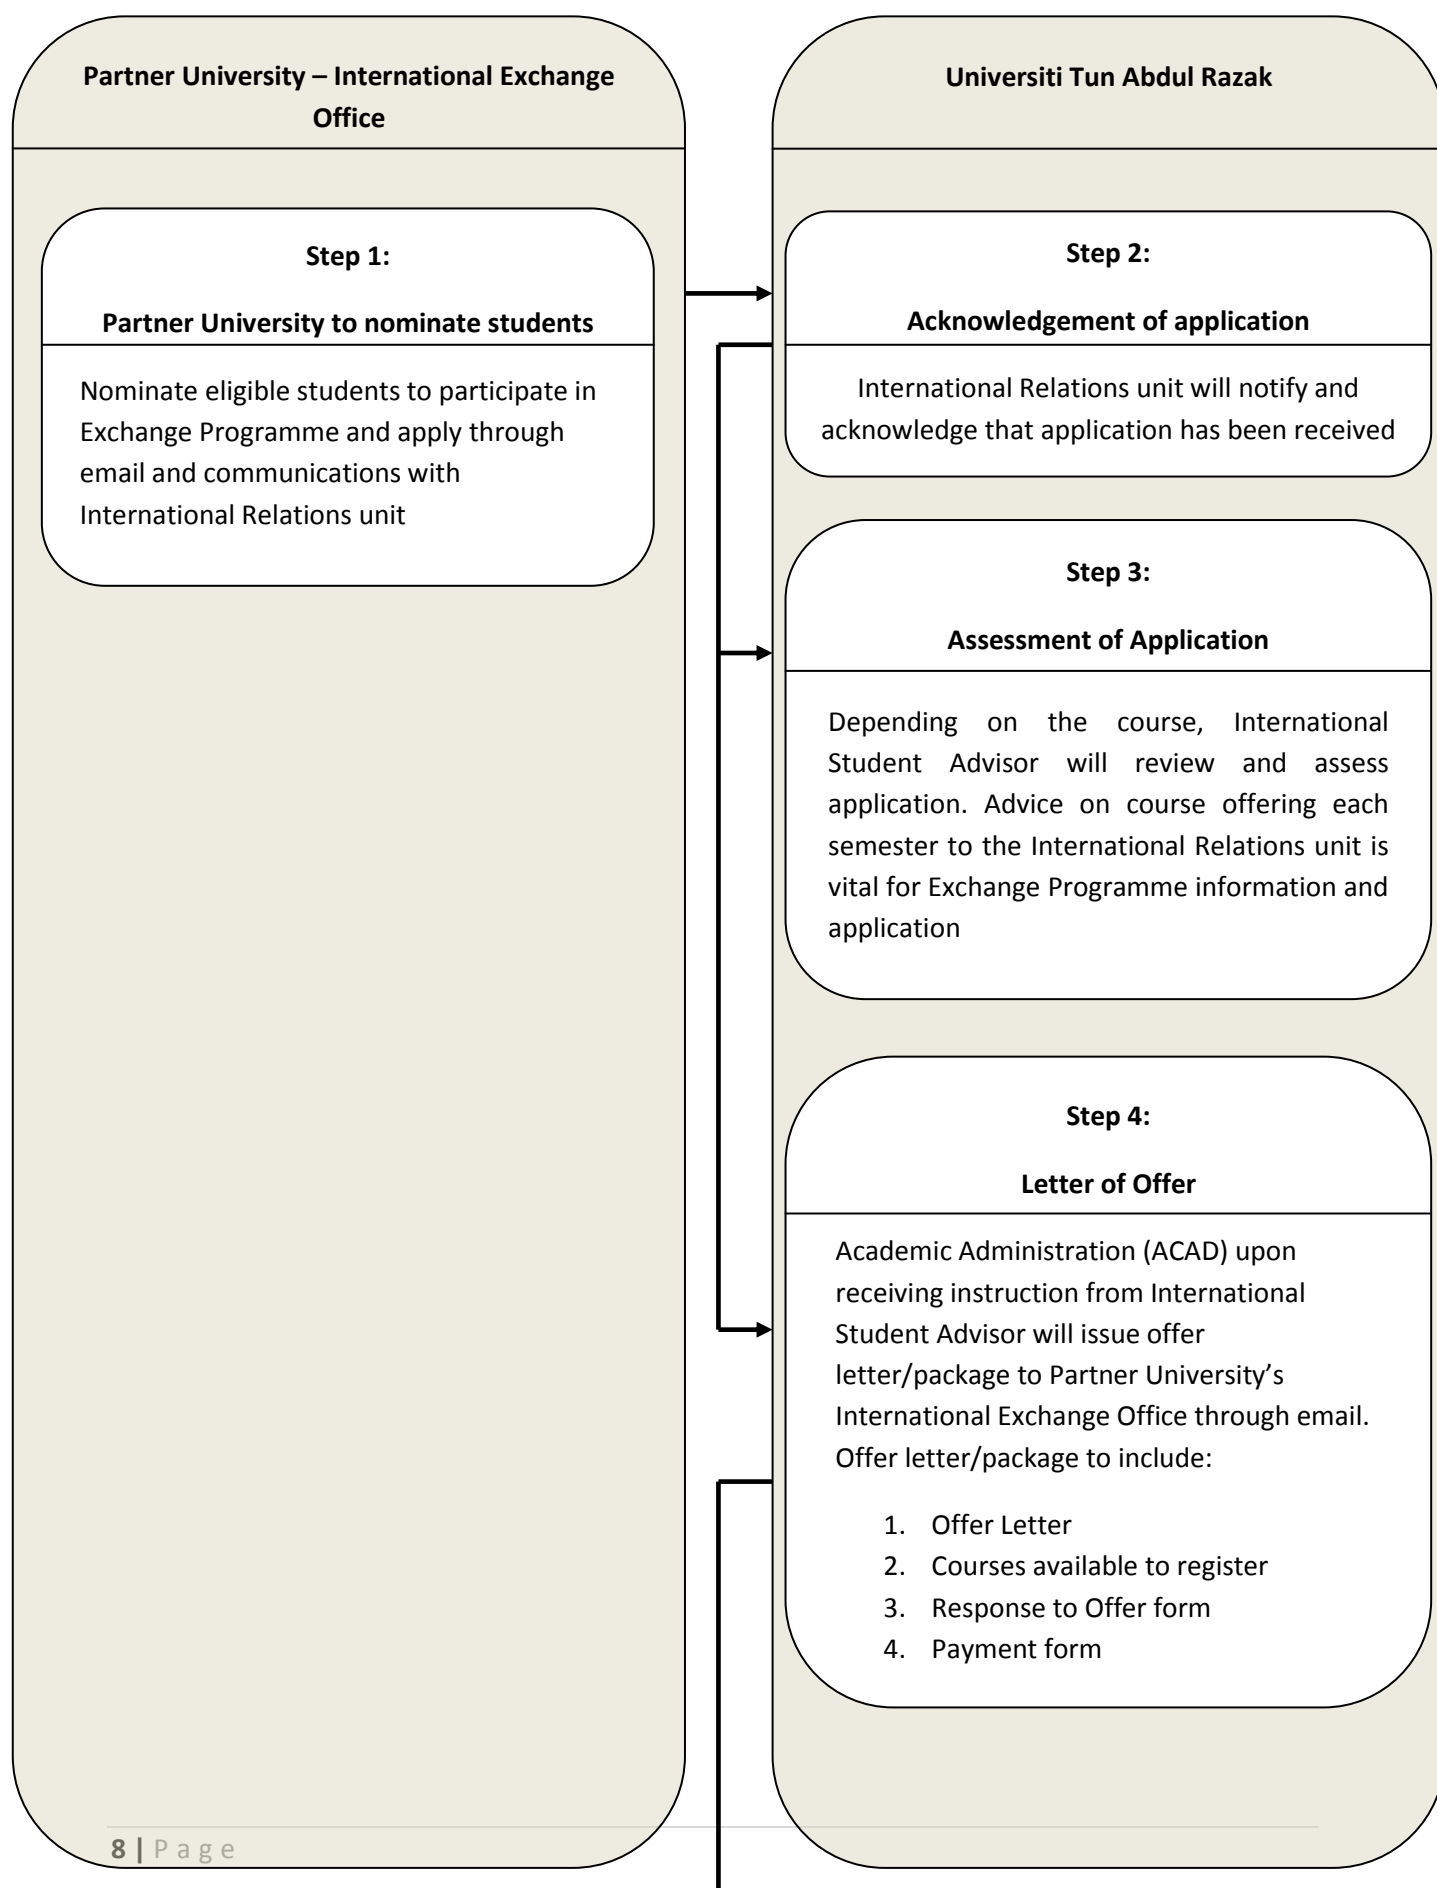 Partner University – International Exchange
Office
Step 1:
Partner University to nominate students
Nominate eligible students to participate in
Exchange Programme and apply through
email and communications with
International Relations unit
Universiti Tun Abdul Razak
Step 2:
Acknowledgement of application
International Relations unit will notify and
acknowledge that application has been received
Step 3:
Assessment of Application
Depending on the course, International
Student Advisor will review and assess
application. Advice on course offering each
semester to the International Relations unit is
vital for Exchange Programme information and
application
Step 4:
Letter of Offer
Academic Administration (ACAD) upon
receiving instruction from International
Student Advisor will issue offer
letter/package to Partner University’s
International Exchange Office through email.
Offer letter/package to include:
1. Offer Letter
2. Courses available to register
3. Response to Offer form
4. Payment form
8 | Page